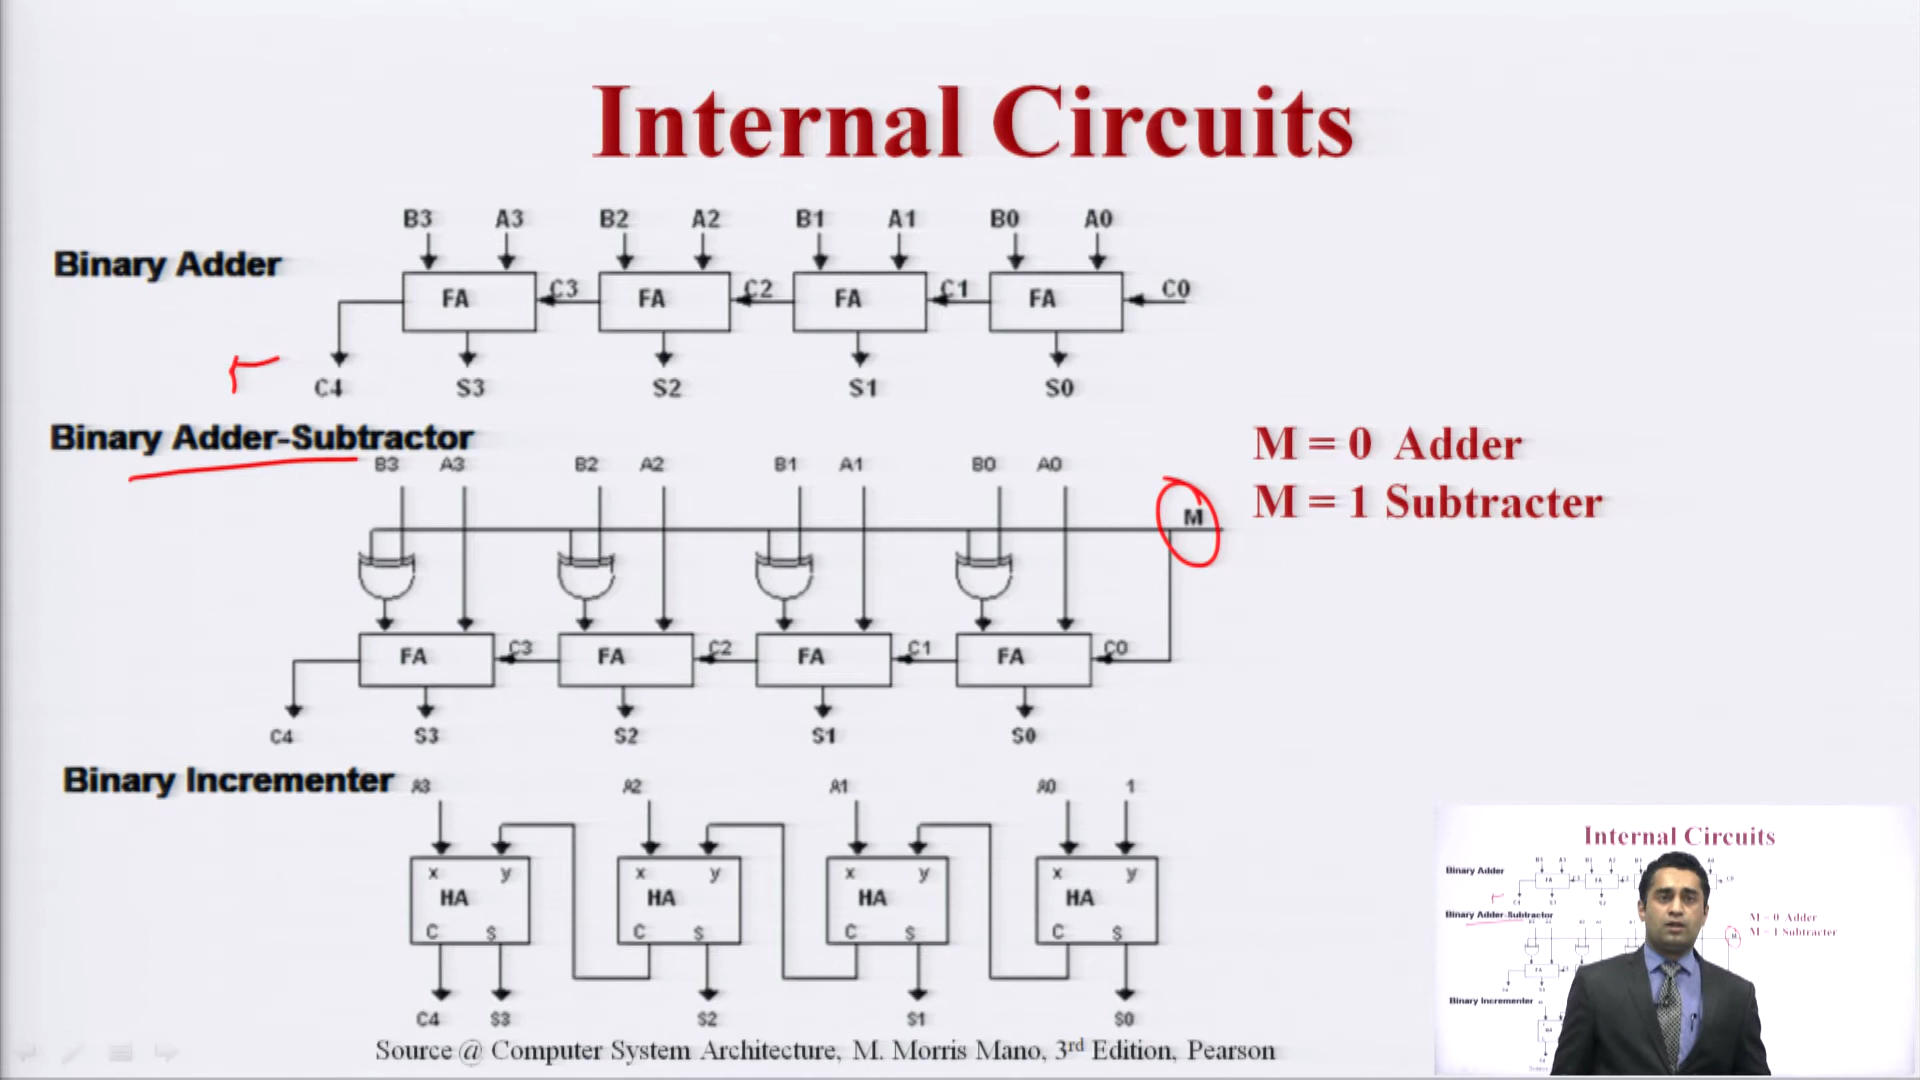 Internal Circuits
B3 A3 B2 A2 B1 A1 B0 A0
Binary Adder
FA C3 FA C2 FA C1 FA C0
C4 S3 S2 S1 S0
Binary Adder-Subtractor
M = 0 Adder
B3 A3 B2 A2 B1 A1 B0 A0
M = 1 Subtracter
M
FA C3 FA C2 FA C1 FA C0
C4 S3 S2 S1 S0
Binary Incrementer A3 A2 A1 A0 1
x y x y x y x y
HA HA HA HA
C S C S C S C S
C4 S3 S2 S1 S0
Source @ Computer System Architecture, M. Morris Mano, 3rd Edition, Pearson
Internal Circuits
Binary Adder
Binary Adder-Subtractor
M = 0 Adder
M = 1 Subtracter
Binary Incrementer